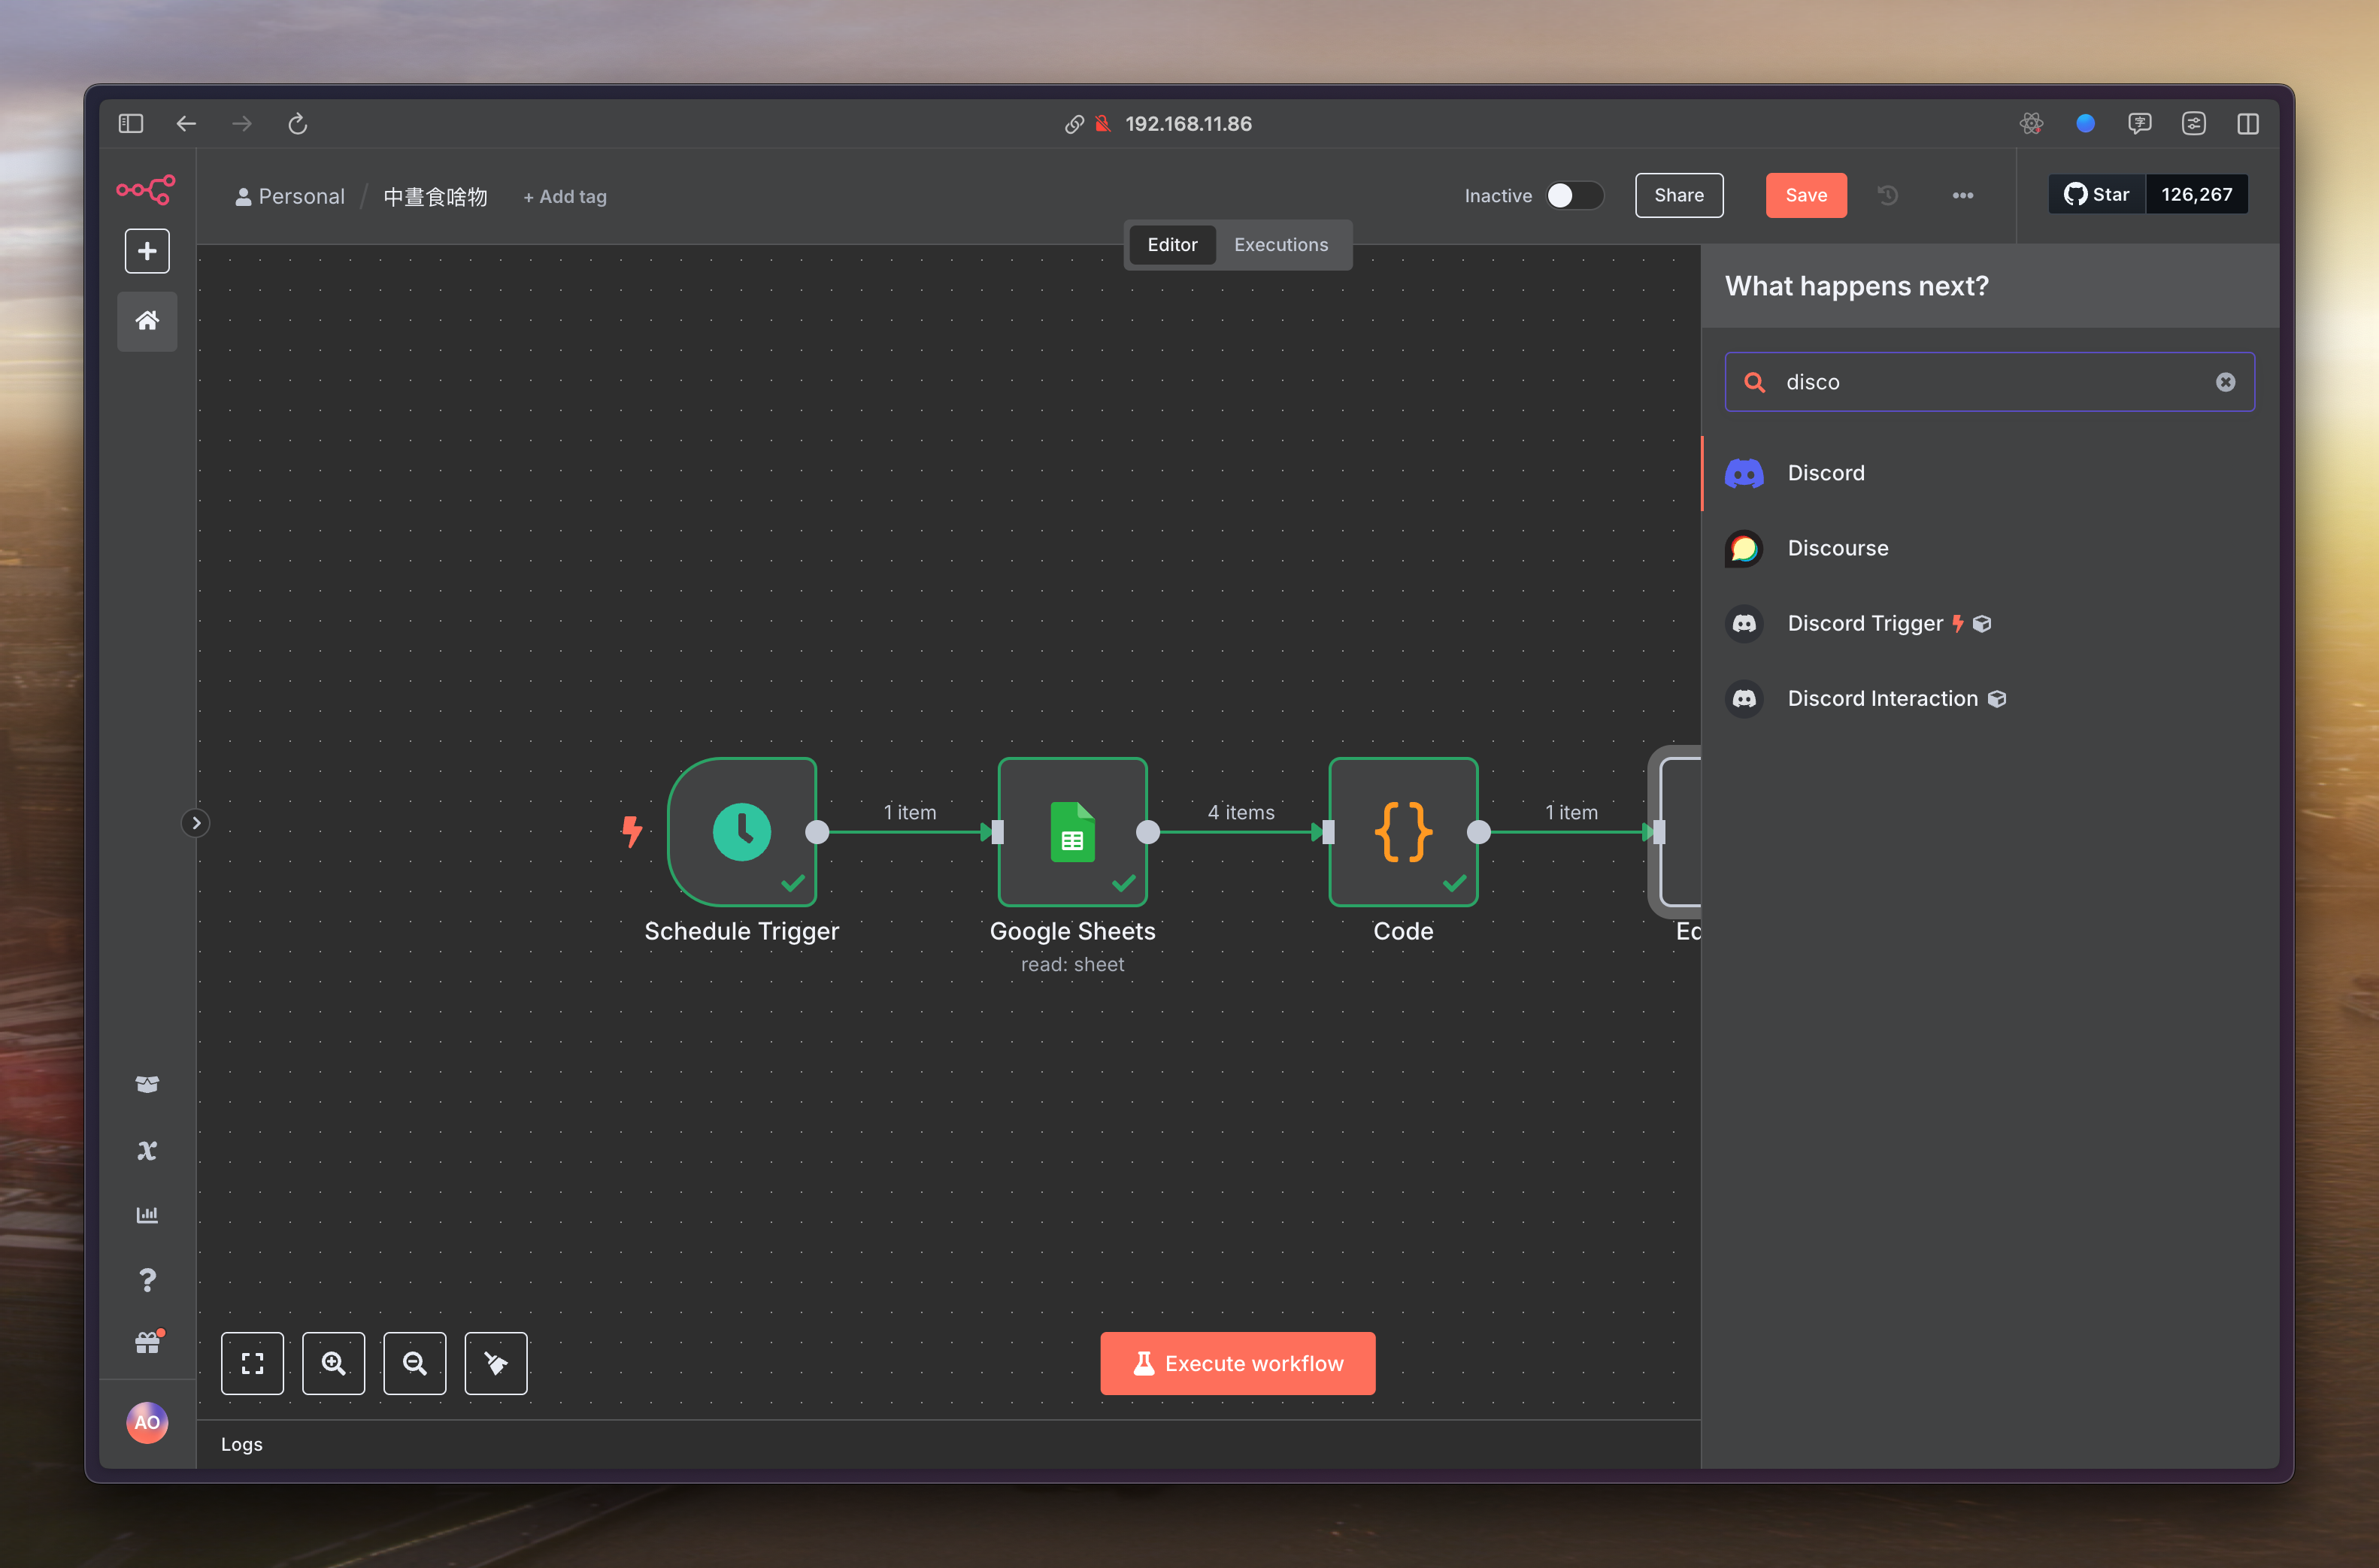 192.168.11.86
Personal / 中晝食啥物 + Add tag
Inactive
Share
Save
Star 126,267
Editor Executions
What happens next?
disco
Discord
Discourse
Discord Trigger
Discord Interaction
1 item
4 items
1 item
Schedule Trigger
Google Sheets
read: sheet
Code
Ed
Execute workflow
AO
Logs